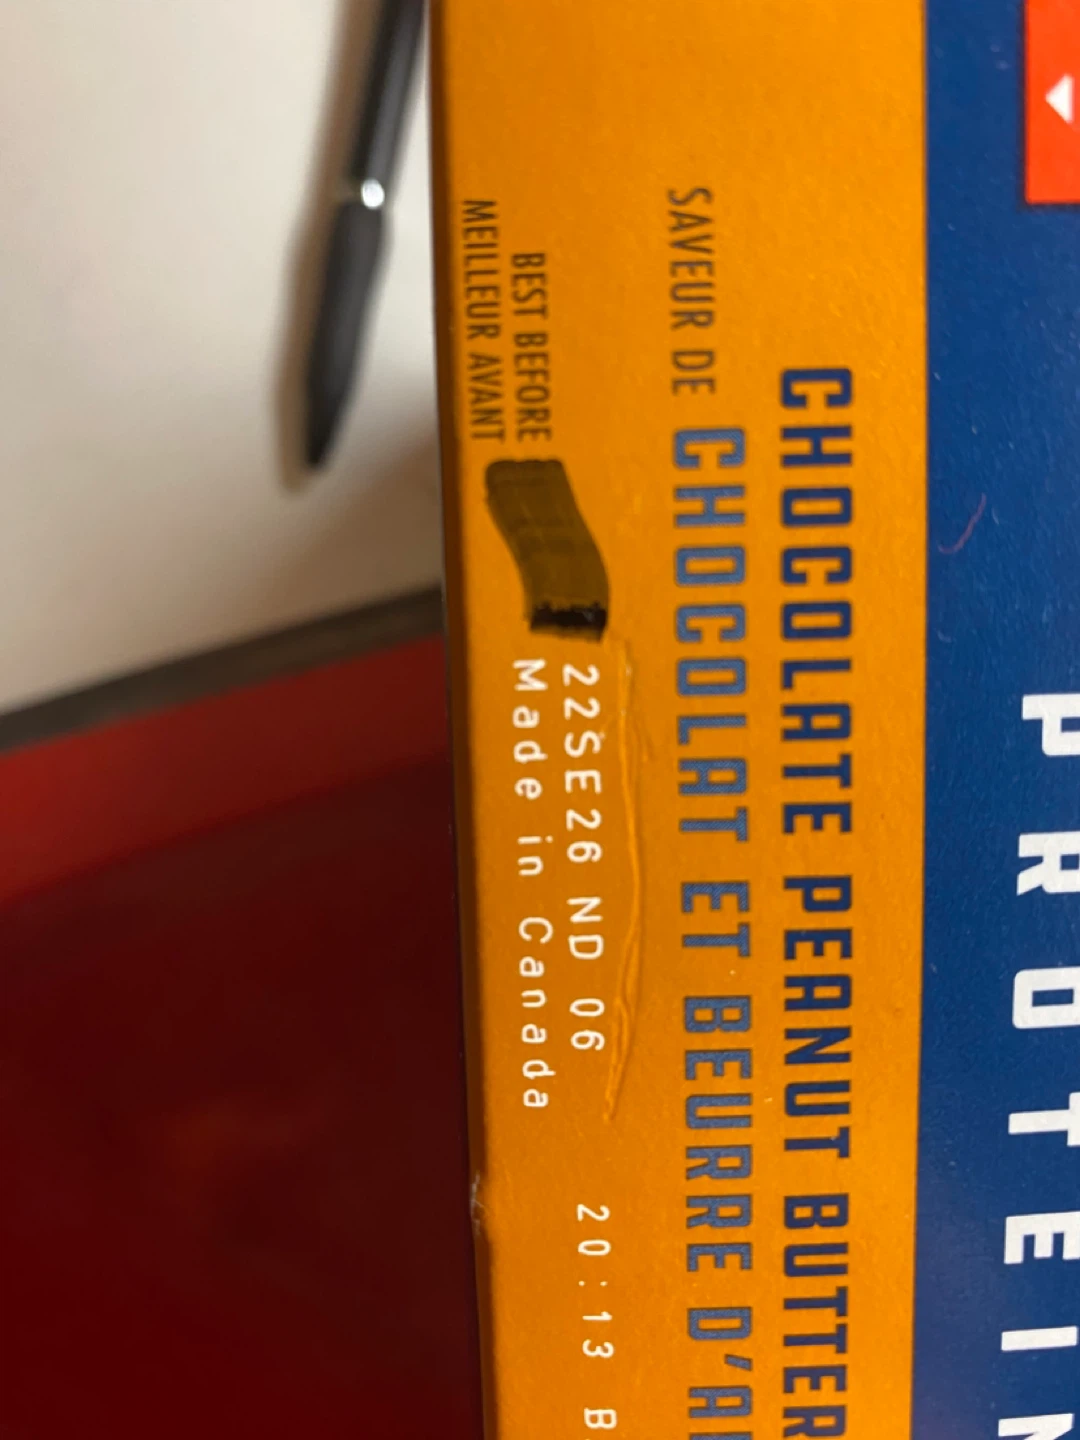 PROTEIN
CHOCOLATE PEANUT BUTTER
SAVEUR DE CHOCOLAT ET BEURRE
BEST BEFORE
MEILLEUR AVANT
22SE26 ND 06 20:13 B
Made in Canada